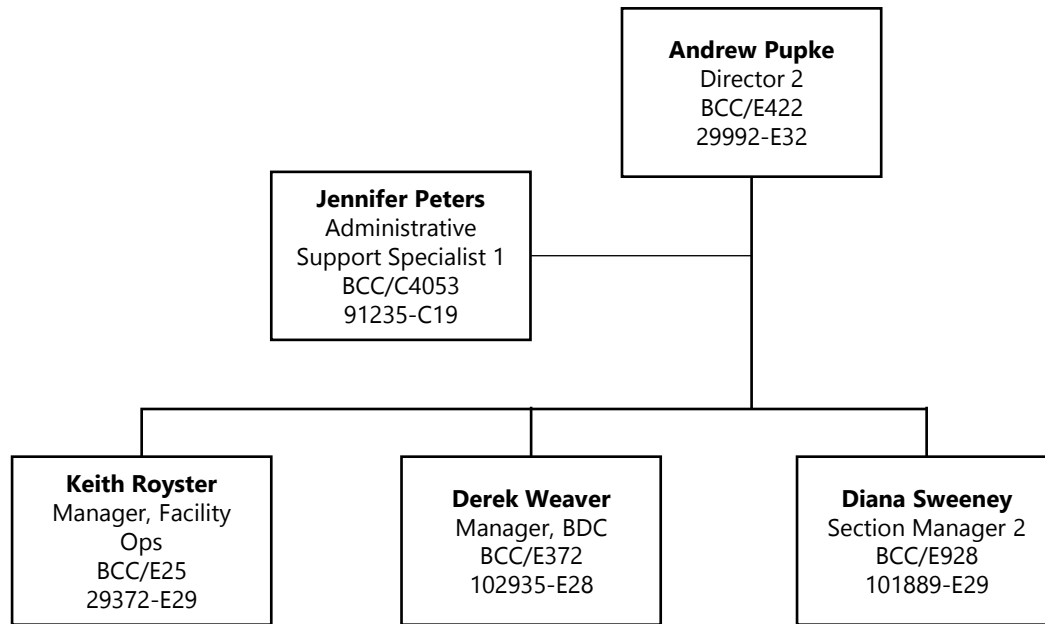 Andrew Pupke
Director 2
BCC/E422
29992-E32
Jennifer Peters
Administrative
Support Specialist 1
BCC/C4053
91235-C19
Keith Royster
Manager, Facility
Ops
BCC/E25
29372-E29
Derek Weaver
Manager, BDC
BCC/E372
102935-E28
Diana Sweeney
Section Manager 2
BCC/E928
101889-E29